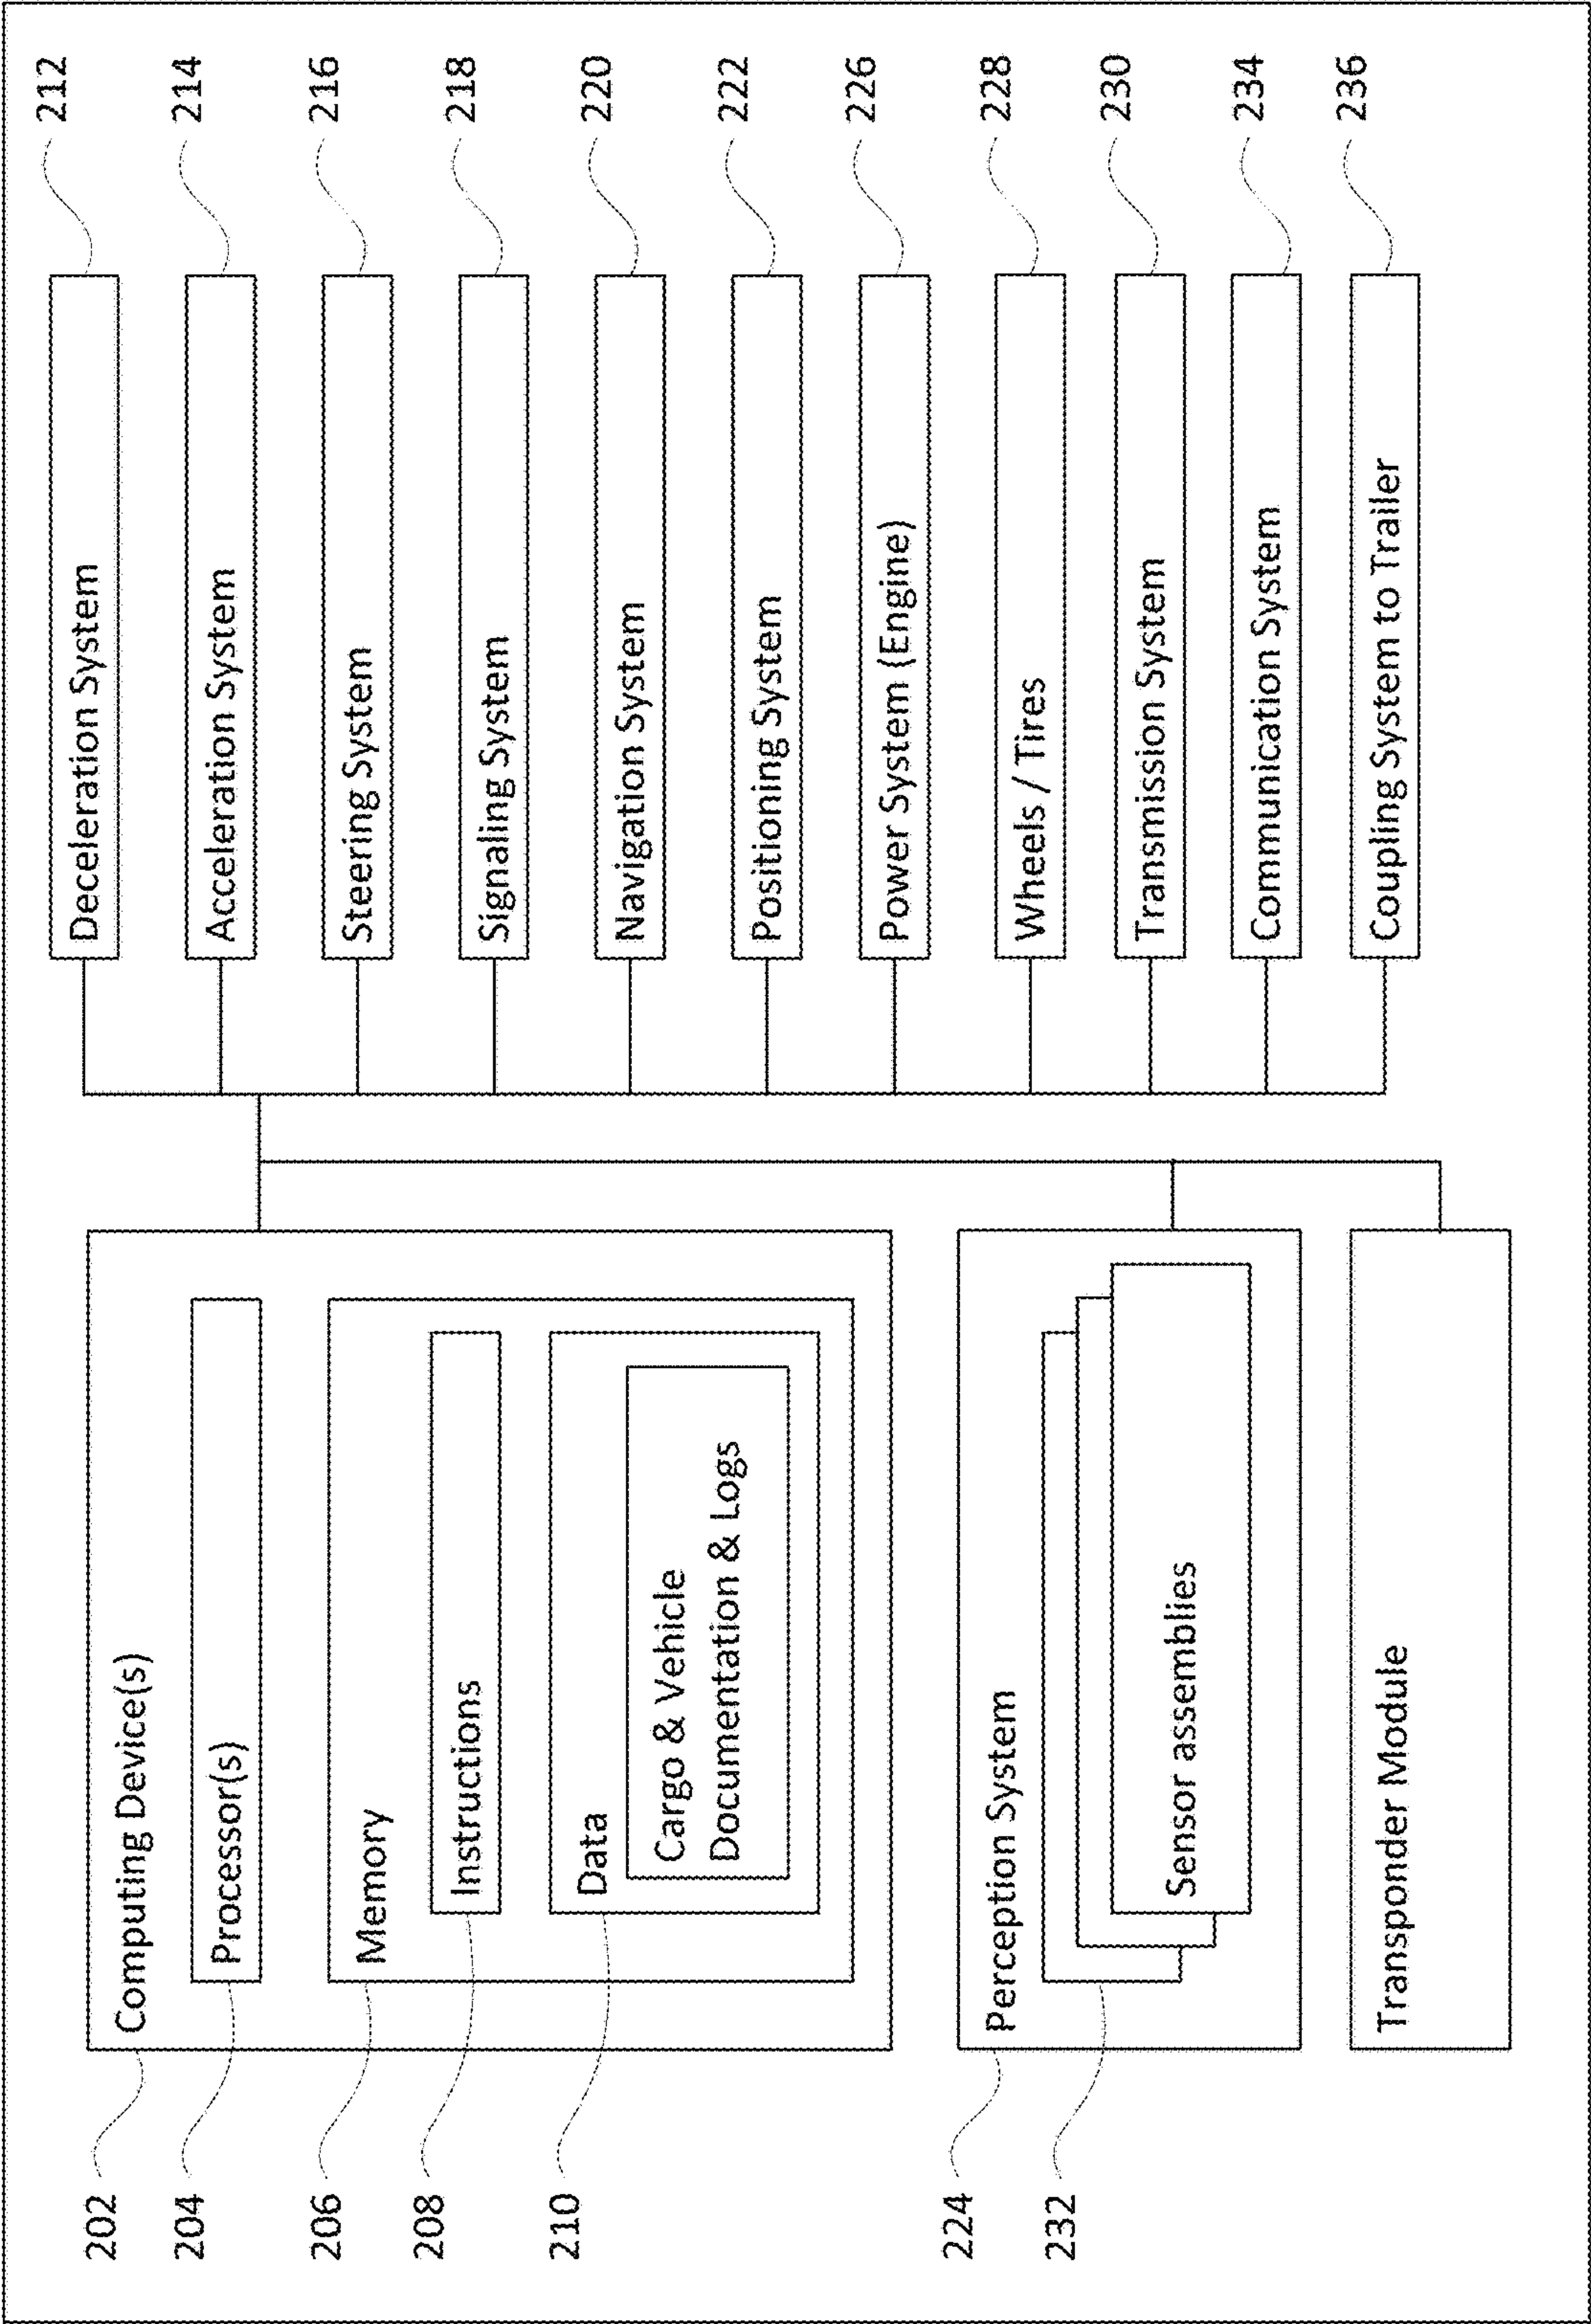 202
Computing Device(s)
204
Processor(s)
206
Memory
208
Instructions
210
Data
Cargo & Vehicle
Documentation & Logs
224
Perception System
232
Sensor assemblies
Transponder Module
Deceleration System
212
Acceleration System
214
Steering System
216
Signaling System
218
Navigation System
220
Positioning System
222
Power System (Engine)
226
Wheels / Tires
228
Transmission System
230
Communication System
234
Coupling System to Trailer
236